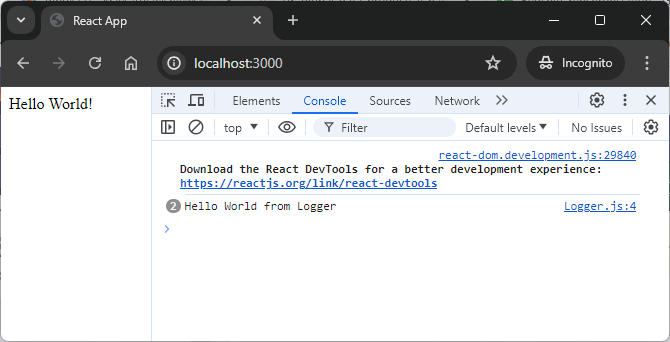 React App
localhost:3000
Incognito
Hello World!
Elements
Console
Sources
Network
top
Filter
Default levels
No Issues
react-dom.development.js:29840
Download the React DevTools for a better development experience:
https://reactjs.org/link/react-devtools
2 Hello World from Logger
Logger.js:4